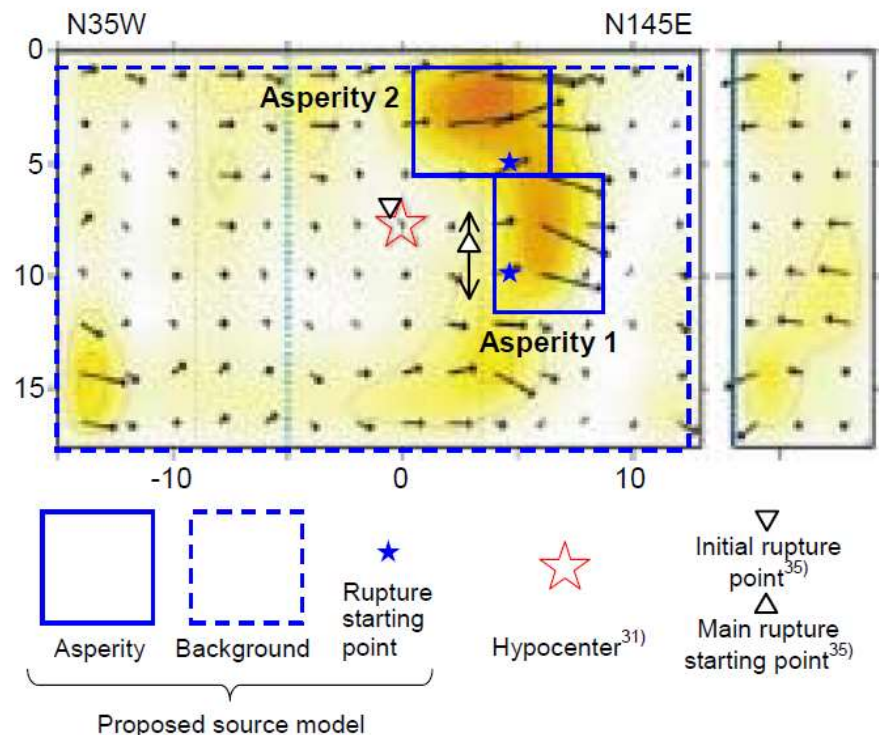 N35W N145E
0
Asperity 2
5
10
Asperity 1
15
-10 0 10
Asperity
Background
Rupture
starting
point
Hypocenter31)
Initial rupture
point35)
Main rupture
starting point35)
Proposed source model